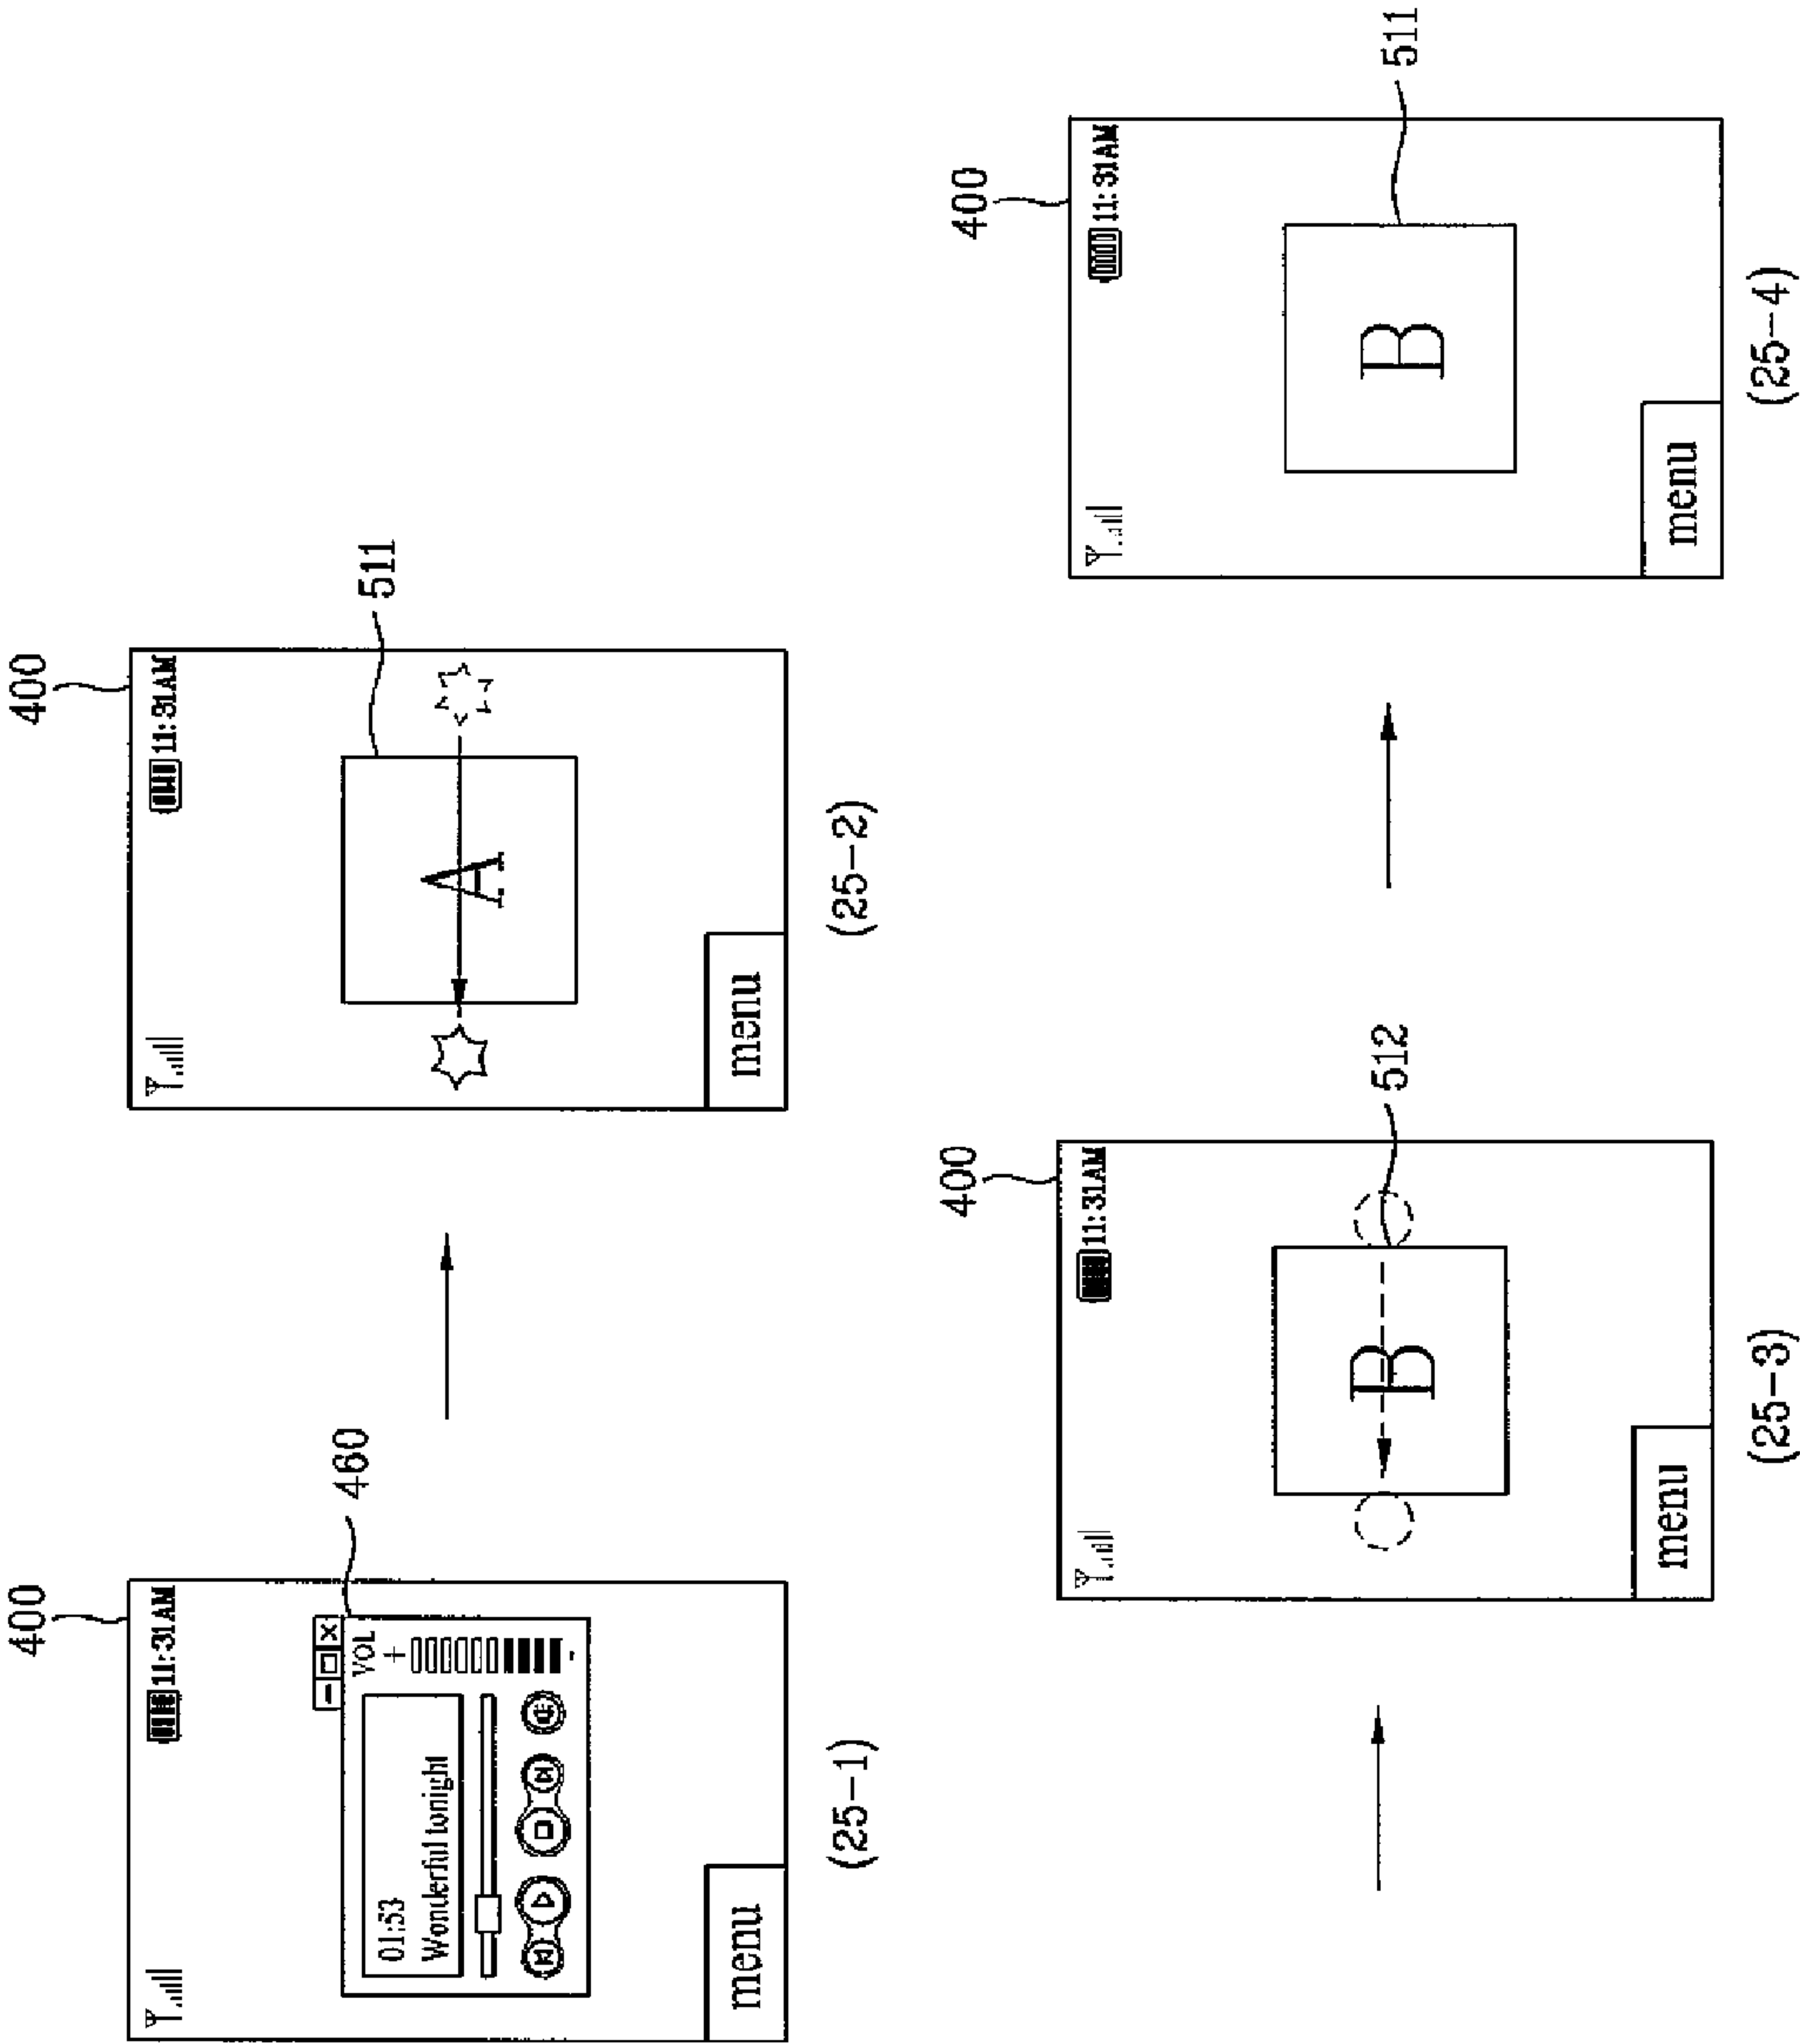 400
11:31AM
VOL
+
-
01:53
Wonderful tonight
460
menu
(25-1)
400
11:31AM
A
511
menu
(25-2)
400
11:31AM
B
512
menu
(25-3)
400
11:31AM
B
511
menu
(25-4)